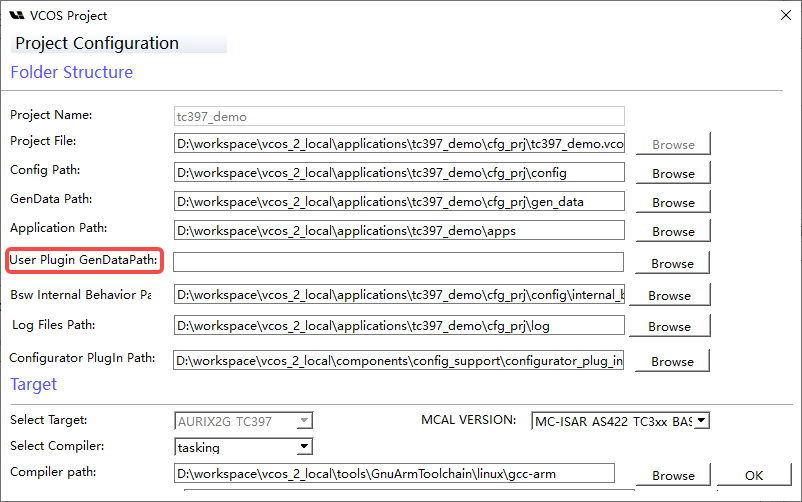 VCOS Project
Project Configuration
Folder Structure
Project Name: tc397_demo
Project File: D:\workspace\vcos_2_local\applications\tc397_demo\cfg_prj\tc397_demo.vco Browse
Config Path: D:\workspace\vcos_2_local\applications\tc397_demo\cfg_prj\config Browse
GenData Path: D:\workspace\vcos_2_local\applications\tc397_demo\cfg_prj\gen_data Browse
Application Path: D:\workspace\vcos_2_local\applications\tc397_demo\apps Browse
User Plugin GenDataPath: Browse
Bsw Internal Behavior Pa D:\workspace\vcos_2_local\applications\tc397_demo\cfg_prj\config\internal_b Browse
Log Files Path: D:\workspace\vcos_2_local\applications\tc397_demo\cfg_prj\log Browse
Configurator PlugIn Path: D:\workspace\vcos_2_local\components\config_support\configurator_plug_in Browse
Target
Select Target: AURIX2G TC397 MCAL VERSION: MC-ISAR AS422 TC3xx BAS
Select Compiler: tasking
Compiler path: D:\workspace\vcos_2_local\tools\GnuArmToolchain\linux\gcc-arm Browse OK